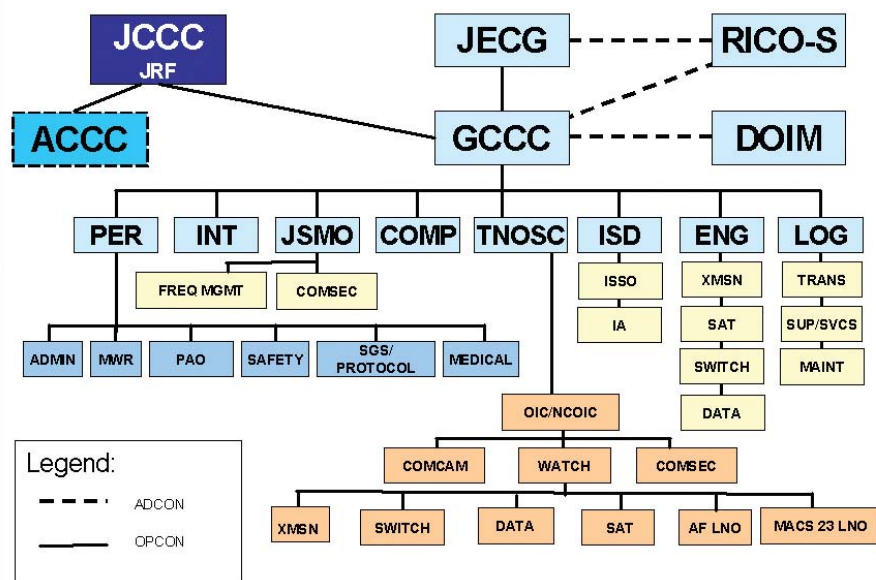 JCCC
JRF
JECG
RICO-S
ACCC
GCCC
DOIM
PER
INT
JSMO
COMP
TNOSC
ISD
ENG
LOG
FREQ MGMT
COMSEC
ISSO
XMSN
TRANS
IA
SAT
SUP/SVCS
ADMIN
MWR
PAO
SAFETY
SGS/
PROTOCOL
MEDICAL
SWITCH
MAINT
OIC/NCOIC
DATA
COMCAM
WATCH
COMSEC
XMSN
SWITCH
DATA
SAT
AF LNO
MACS 23 LNO
Legend:
ADCON
OPCON